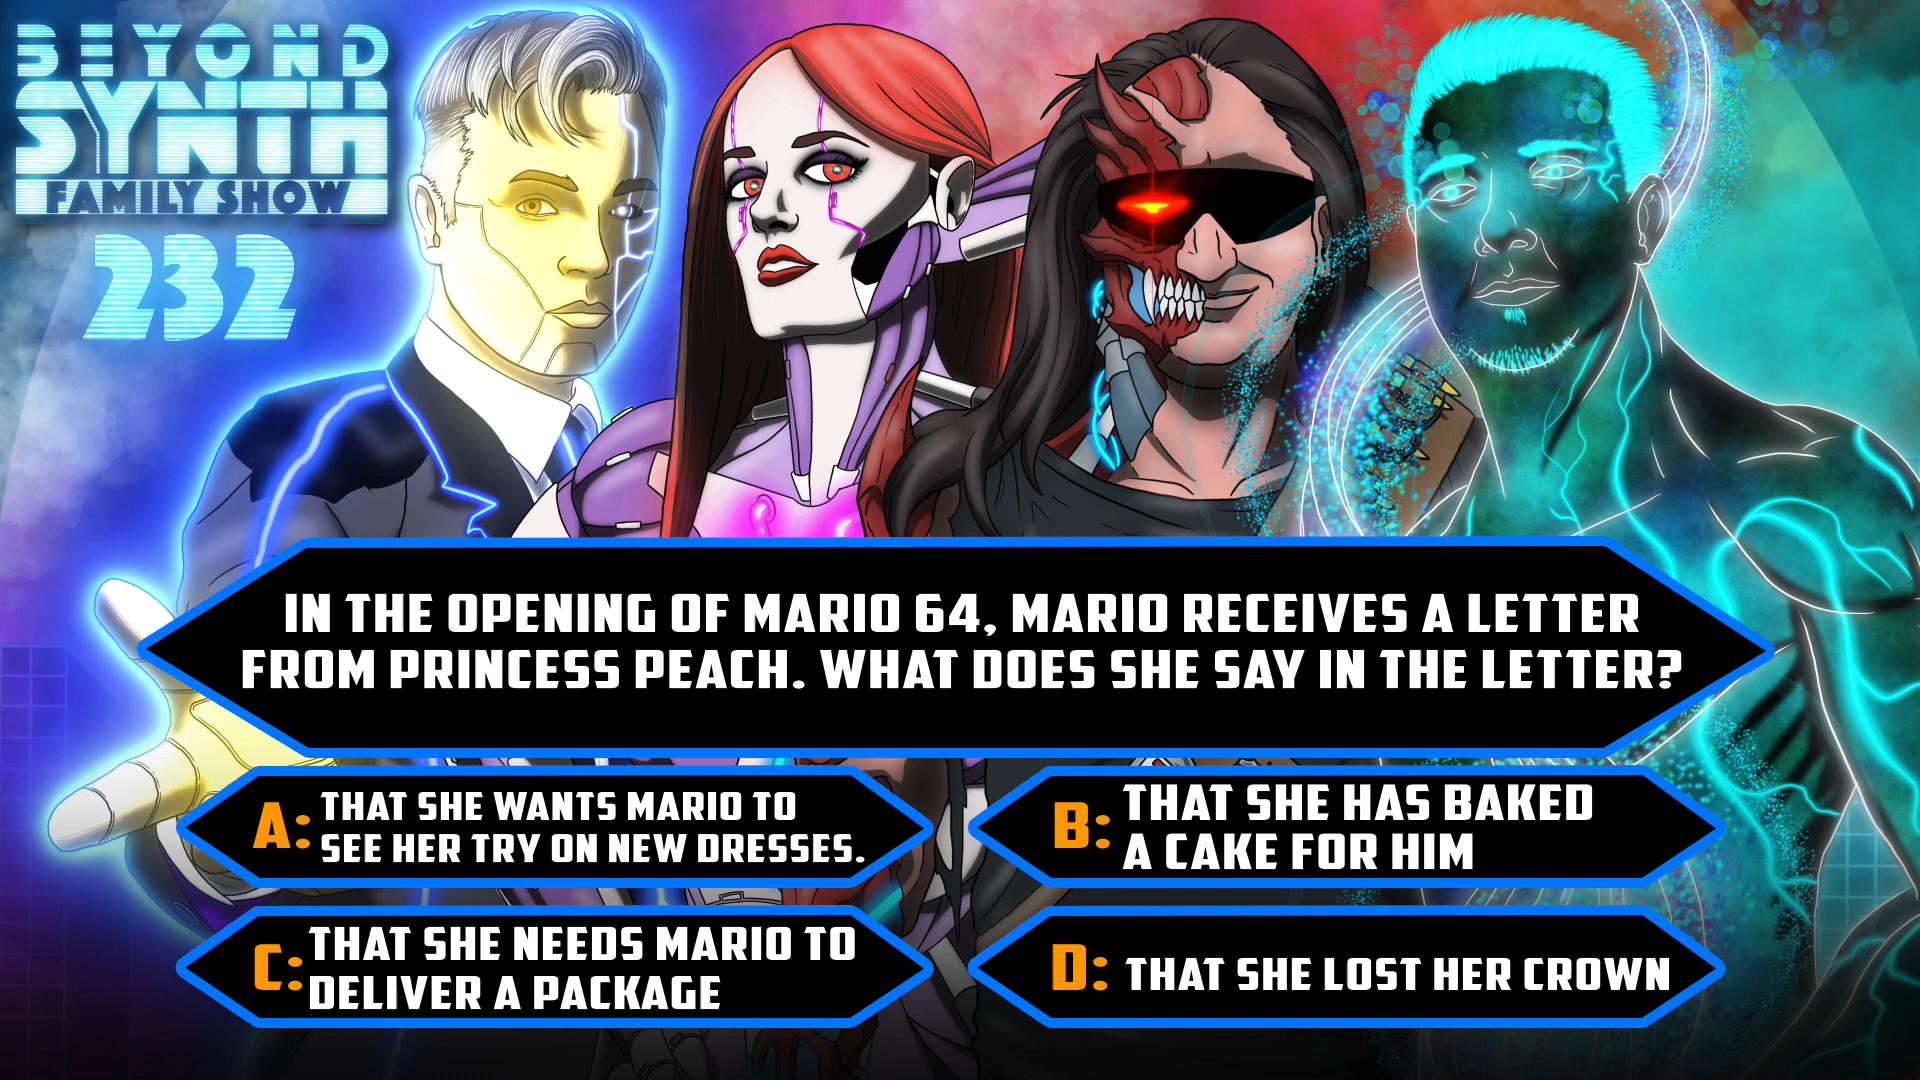 BEYOND
SYNTH
FAMILY SHOW
232
IN THE OPENING OF MARIO 64, MARIO RECEIVES A LETTER
FROM PRINCESS PEACH. WHAT DOES SHE SAY IN THE LETTER?
A: THAT SHE WANTS MARIO TO
SEE HER TRY ON NEW DRESSES.
B: THAT SHE HAS BAKED
A CAKE FOR HIM
C: THAT SHE NEEDS MARIO TO
DELIVER A PACKAGE
D: THAT SHE LOST HER CROWN